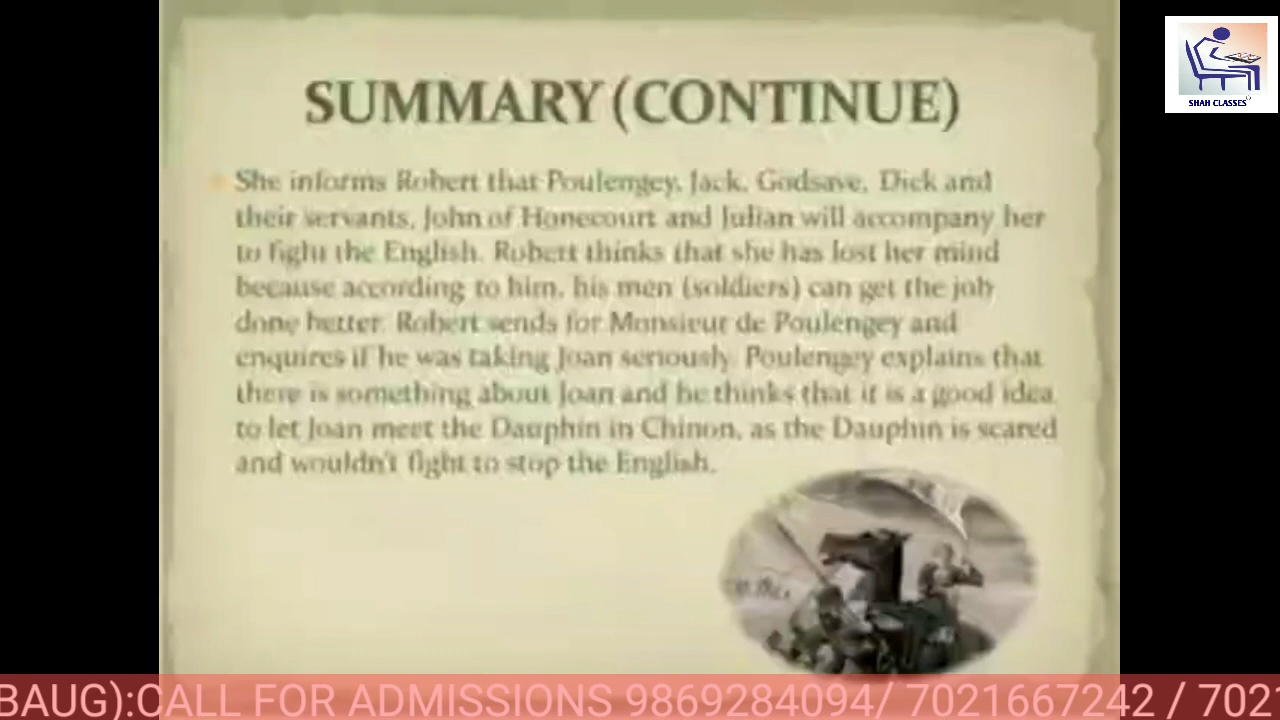 SUMMARY (CONTINUE)
She informs Robert that Poulengey, Jack, Godsave, Dick and
their servants, John of Honecourt and Julian will accompany her
to fight the English. Robert thinks that she has lost her mind
because according to him, his men (soldiers) can get the job
done better. Robert sends for Monsieur de Poulengey and
enquires if he was taking Joan seriously. Poulengey explains that
there is something about Joan and he thinks that it is a good idea
to let Joan meet the Dauphin in Chinon, as the Dauphin is scared
and wouldn't fight to stop the English.
SHAH CLASSES
BAUG):CALL FOR ADMISSIONS 9869284094/ 7021667242 / 702